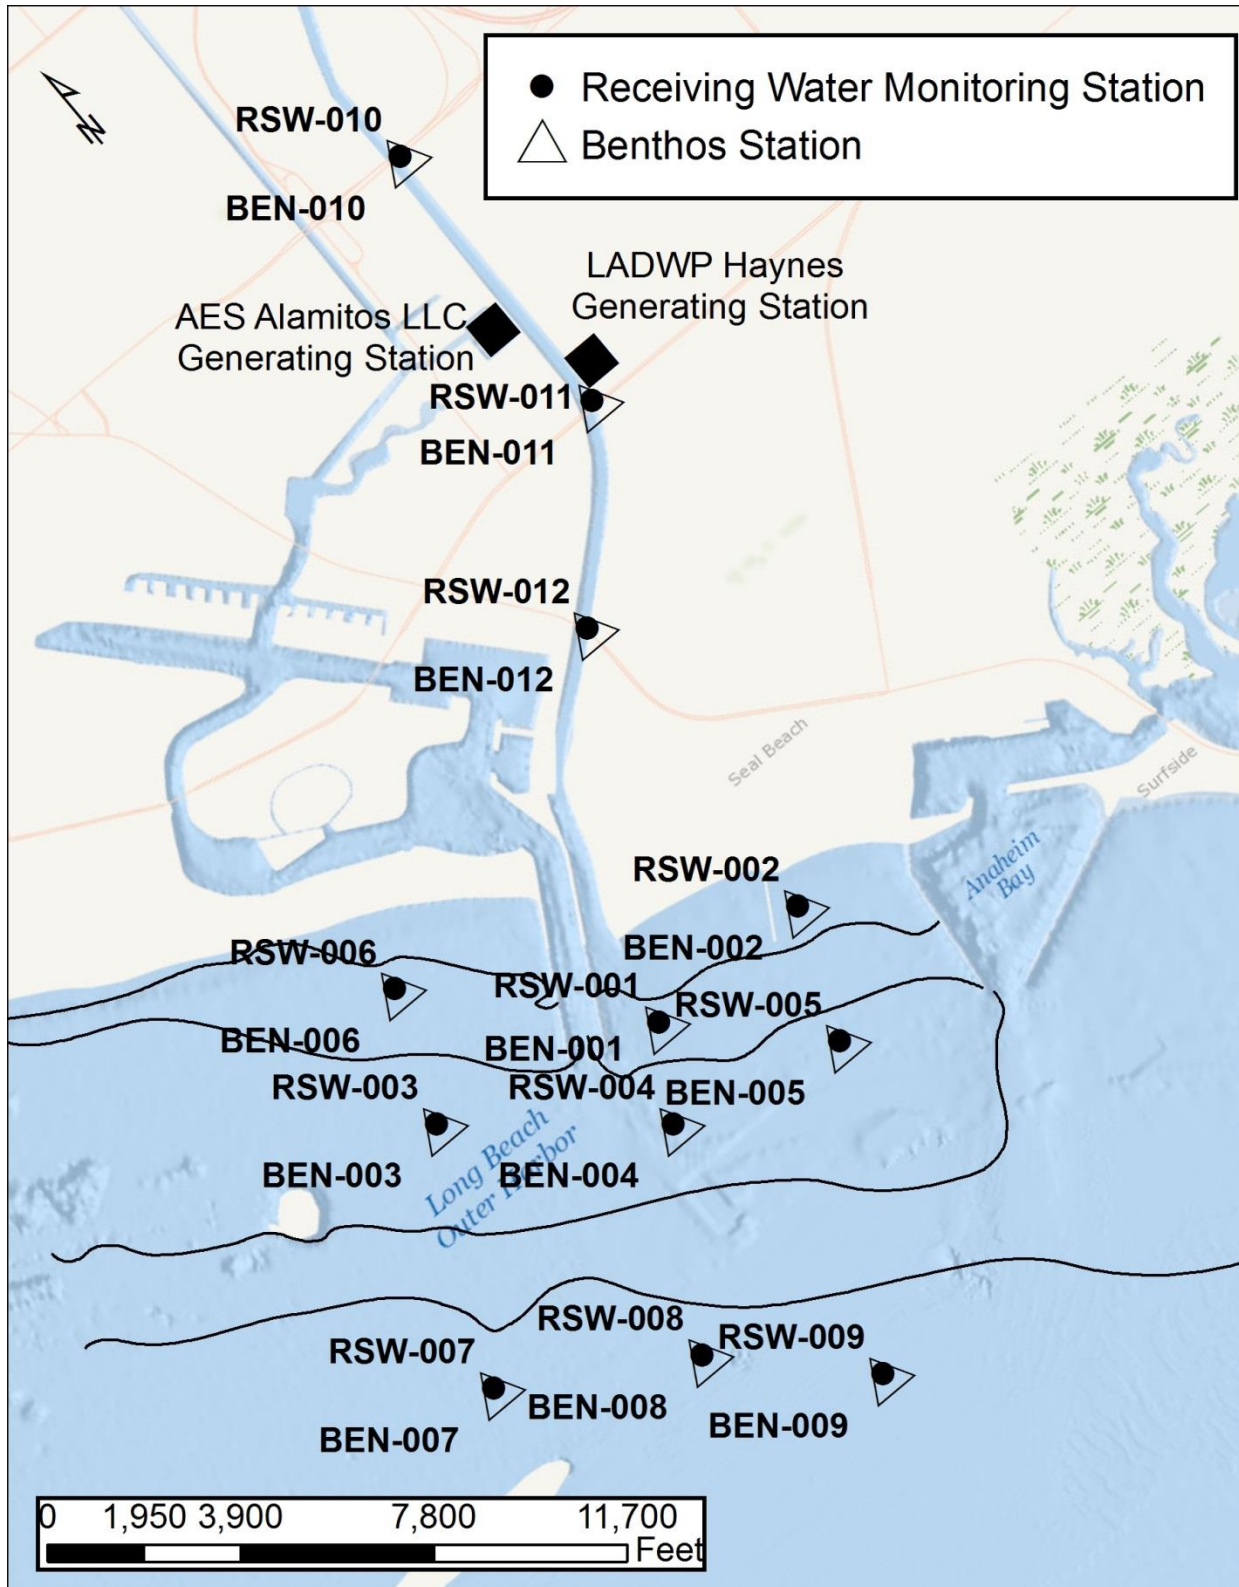 Receiving Water Monitoring Station
Benthos Station
N
RSW-010
BEN-010
LADWP Haynes
Generating Station
AES Alamitos LLC
Generating Station
RSW-011
BEN-011
RSW-012
BEN-012
Seal Beach
Surfside
Anaheim
Bay
RSW-002
BEN-002
RSW-006
RSW-001
RSW-005
BEN-006
BEN-001
RSW-003
RSW-004
BEN-005
BEN-003
Long Beach
Outer Harbor
BEN-004
RSW-008
RSW-009
RSW-007
BEN-008
BEN-009
BEN-007
0 1,950 3,900 7,800 11,700
Feet